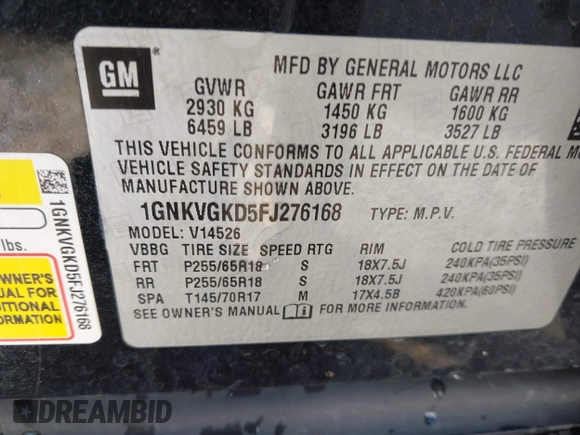 GM
MFD BY GENERAL MOTORS LLC
GVWR GAWR FRT GAWR RR
2930 KG 1450 KG 1600 KG
6459 LB 3196 LB 3527 LB
THIS VEHICLE CONFORMS TO ALL APPLICABLE U.S. FEDERAL
VEHICLE SAFETY STANDARDS IN EFFECT ON THE DATE OF
MANUFACTURE SHOWN ABOVE.
1GNKVGKD5FJ276168 TYPE: M.P.V.
MODEL: V14526
VBBG TIRE SIZE SPEED RTG RIM COLD TIRE PRESSURE
FRT P255/65R18 S 18X7.5J 240KPA(35PSI)
RR P255/65R18 S 18X7.5J 240KPA(35PSI)
SPA T145/70R17 M 17X4.5B 420KPA(60PSI)
SEE OWNER'S MANUAL FOR MORE INFORMATION.
1GNKVGKD5FJ276168
lbs.
OWNER'S
MANUAL FOR
ADDITIONAL
INFORMATION
DREAMBID